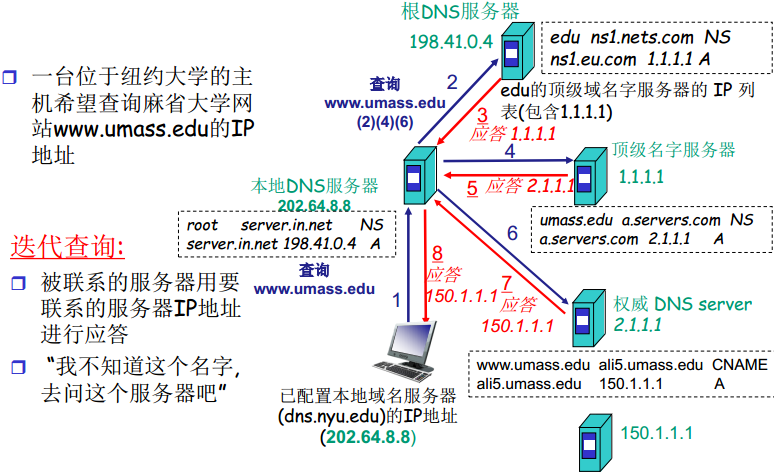 根DNS服务器
198.41.0.4
edu ns1.nets.com NS
ns1.eu.com 1.1.1.1 A
一台位于纽约大学的主
机希望查询麻省大学网
站www.umass.edu的IP
地址
查询
www.umass.edu
(2)(4)(6)
2
3
应答 1.1.1.1
edu的顶级域名字服务器的 IP 列
表(包含1.1.1.1)
4
5 应答 2.1.1.1
顶级名字服务器
1.1.1.1
本地DNS服务器
202.64.8.8
root server.in.net NS
server.in.net 198.41.0.4 A
umass.edu a.servers.com NS
a.servers.com 2.1.1.1 A
迭代查询:
被联系的服务器用要
联系的服务器IP地址
进行应答
“我不知道这个名字,
去问这个服务器吧”
查询
www.umass.edu
1
8
应答
150.1.1.1
6
7
应答
150.1.1.1
权威 DNS server
2.1.1.1
www.umass.edu ali5.umass.edu CNAME
ali5.umass.edu 150.1.1.1 A
已配置本地域名服务器
(dns.nyu.edu)的IP地址
(202.64.8.8)
150.1.1.1